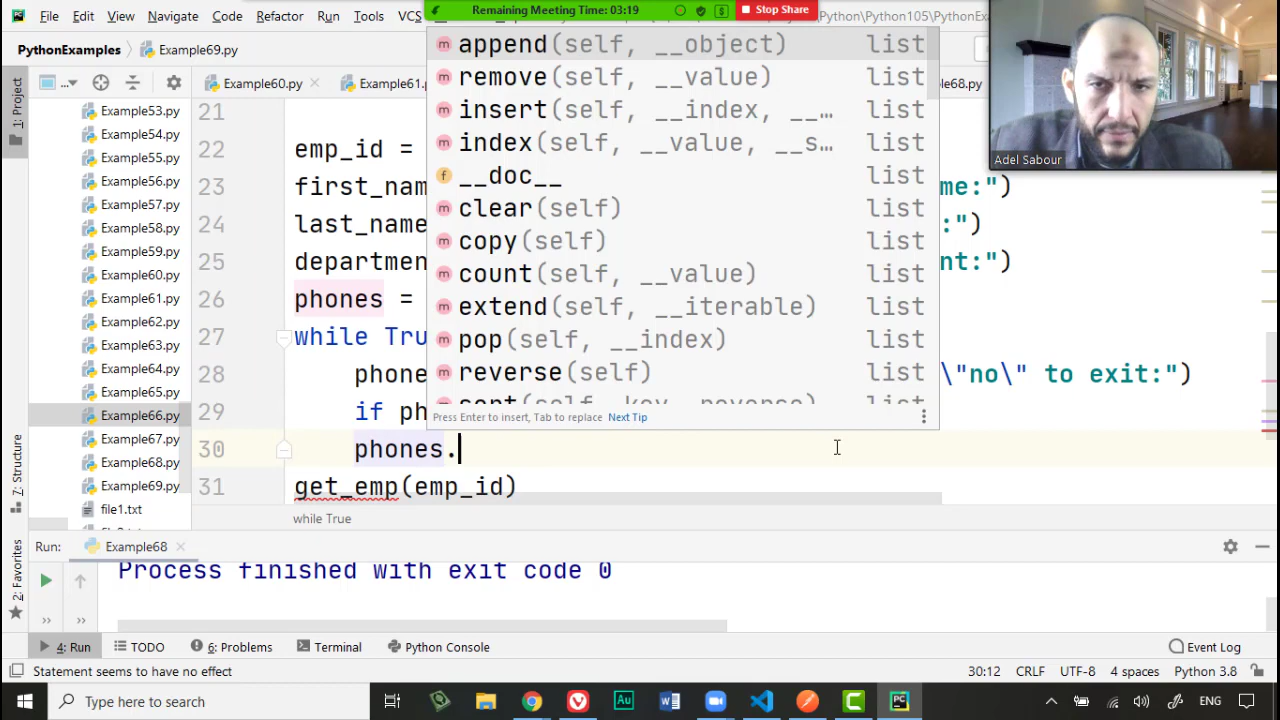 File Edit View Navigate Code Refactor Run Tools VCS
Remaining Meeting Time: 03:19
Stop Share
\Python\Python105\PythonExa
PythonExamples
Example69.py
Example60.py
Example61.
e68.py
1: Project
7: Structure
2: Favorites
Example53.py
Example54.py
Example55.py
Example56.py
Example57.py
Example58.py
Example59.py
Example60.py
Example61.py
Example62.py
Example63.py
Example64.py
Example65.py
Example66.py
Example67.py
Example68.py
Example69.py
file1.txt
21
22 emp_id =
23 first_nam me:")
24 last_name :")
25 departmen nt:")
26 phones =
27 while Tru
28 phone \"no\" to exit:")
29 if ph
30 phones.
31 get_emp(emp_id)
append(self, __object) list
remove(self, __value) list
insert(self, __index, __… list
index(self, __value, __s… list
__doc__ list
clear(self) list
copy(self) list
count(self, __value) list
extend(self, __iterable) list
pop(self, __index) list
reverse(self) list
sort(self, key, reverse) list
Press Enter to insert, Tab to replace Next Tip
Adel Sabour
while True
Run: Example68
Process finished with exit code 0
4: Run TODO 6: Problems Terminal Python Console Event Log
Statement seems to have no effect 30:12 CRLF UTF-8 4 spaces Python 3.8
Type here to search
ENG